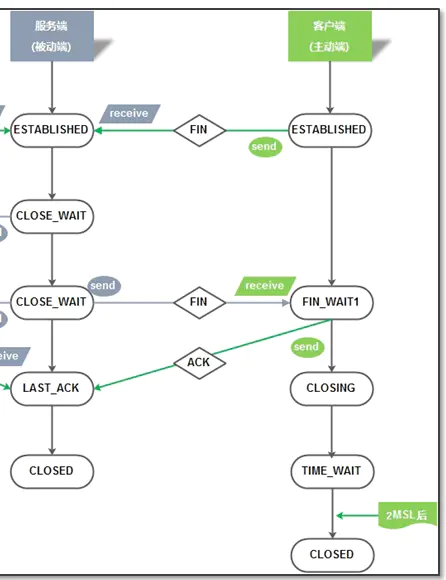 服务端
(被动端)
客户端
(主动端)
receive
ESTABLISHED
FIN
ESTABLISHED
send
CLOSE_WAIT
send
receive
CLOSE_WAIT
FIN
FIN_WAIT1
send
ACK
LAST_ACK
CLOSING
CLOSED
TIME_WAIT
2MSL后
CLOSED